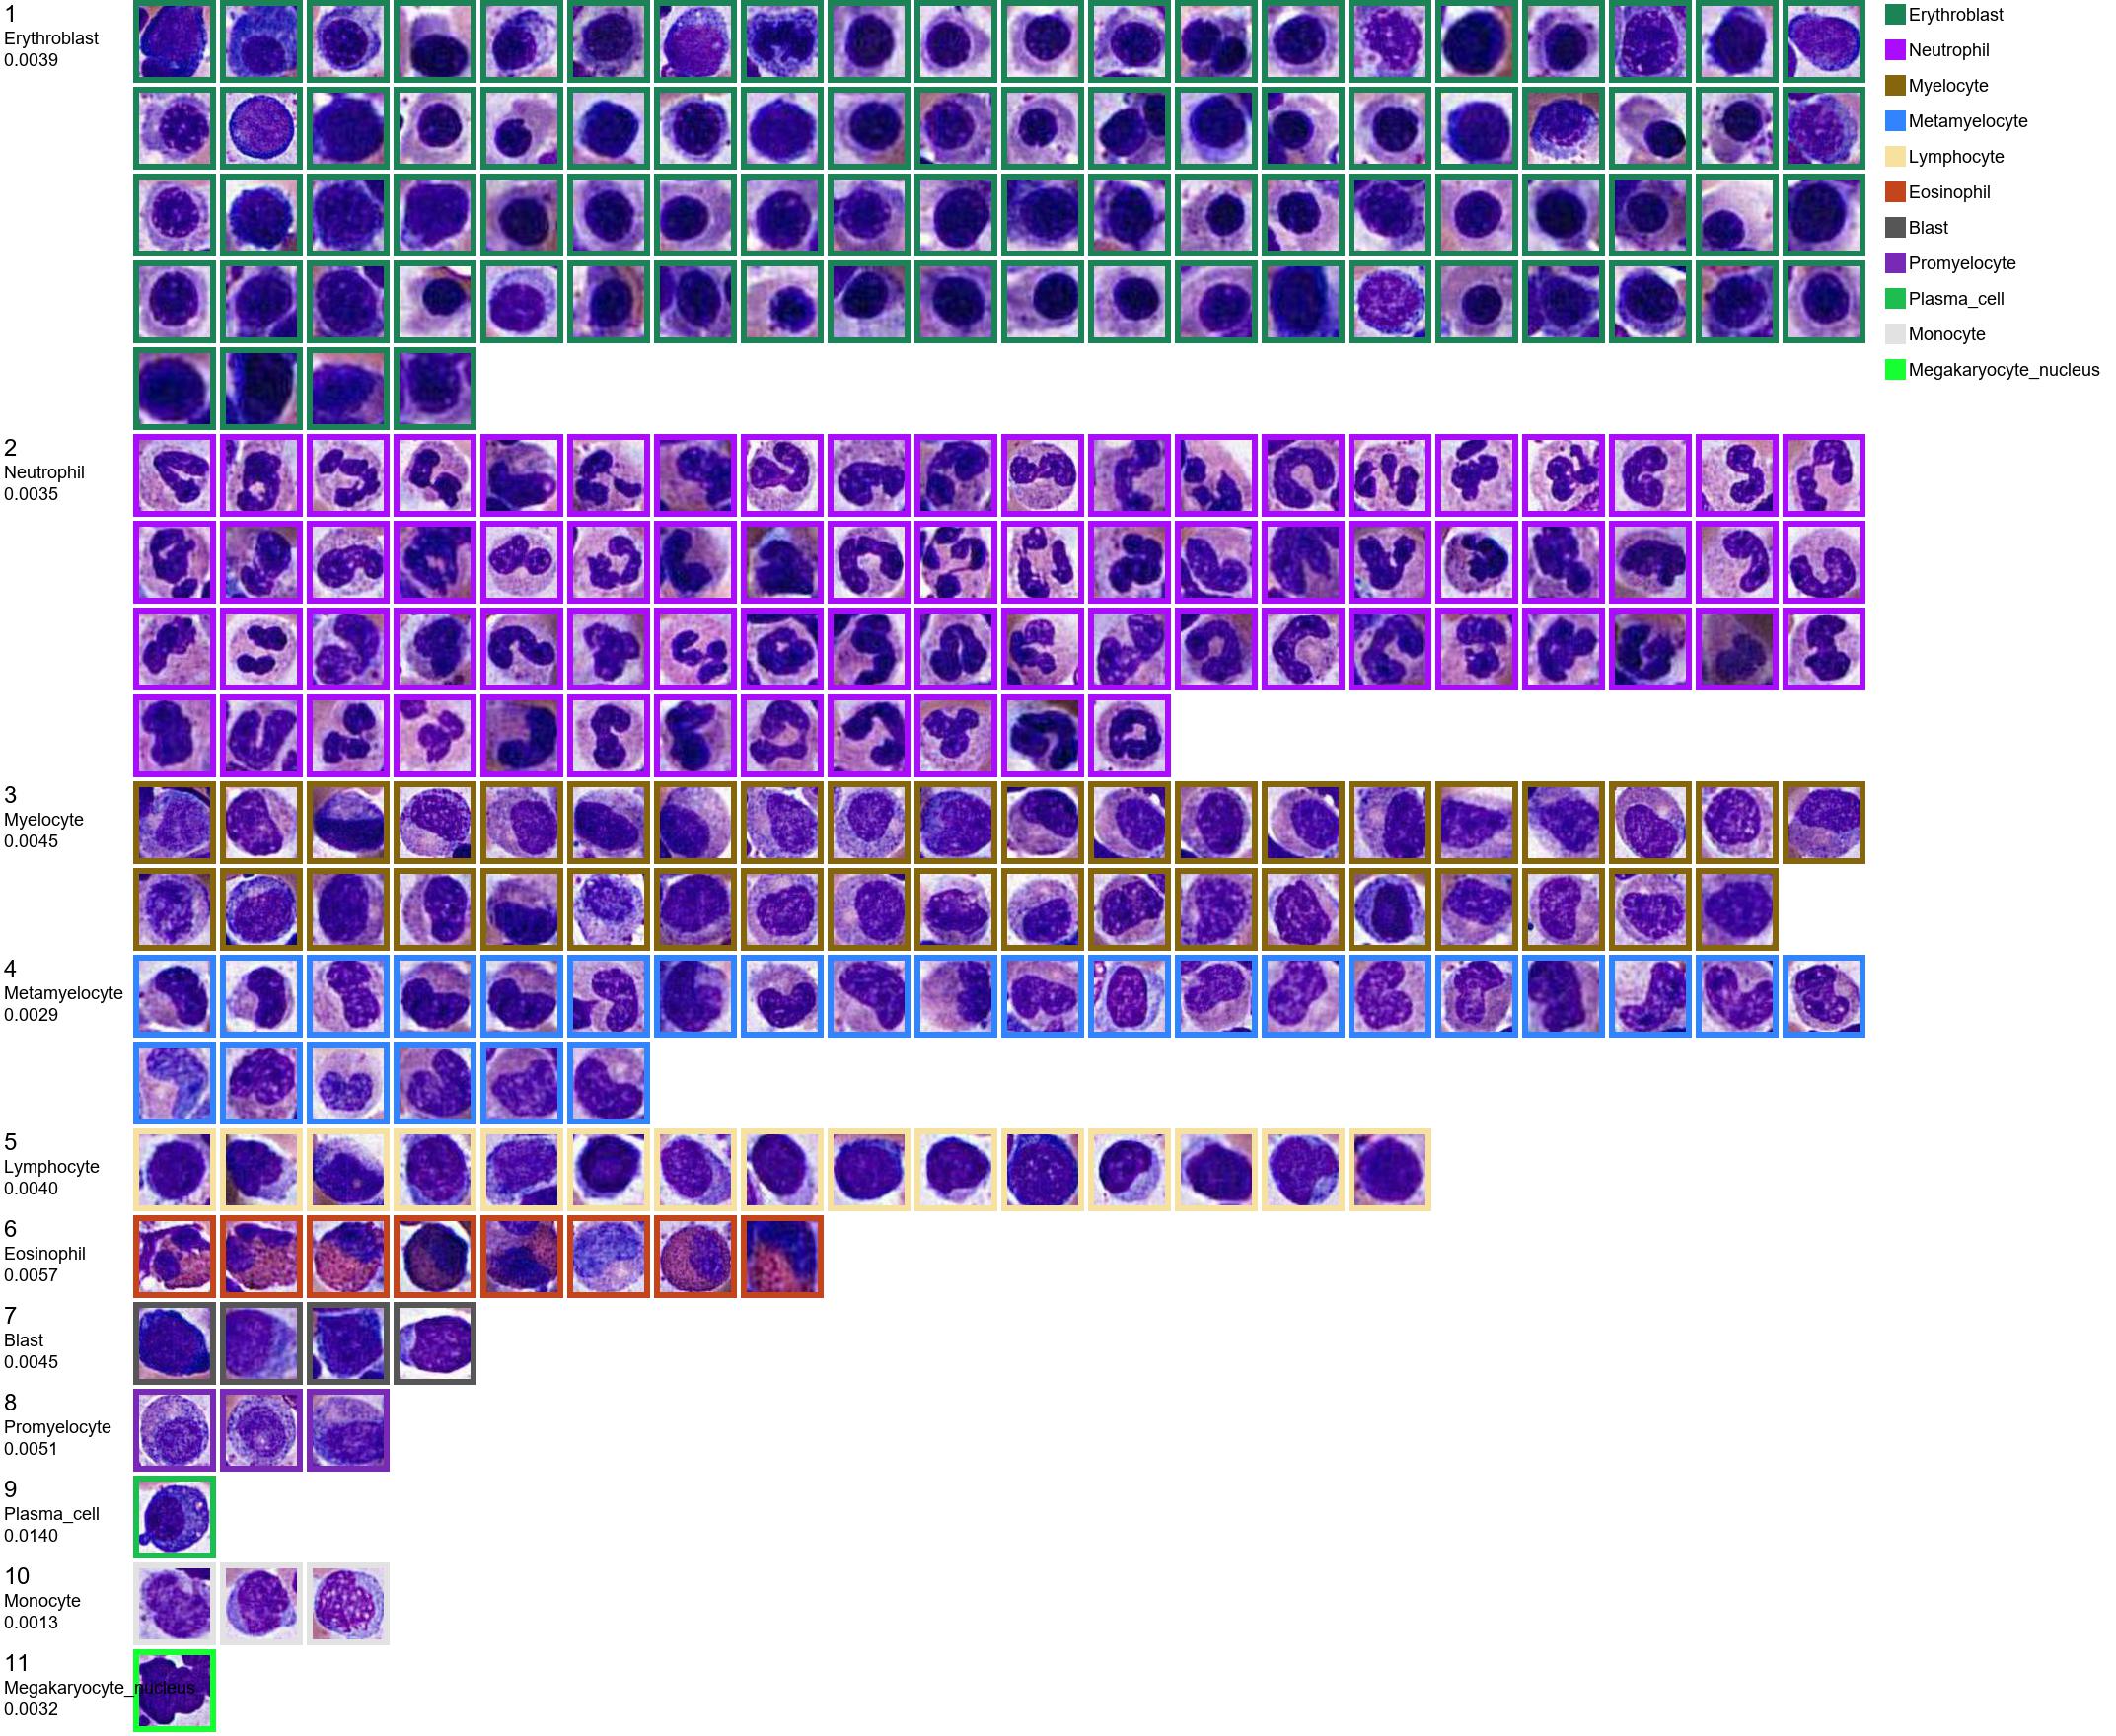 1
Erythroblast
0.0039
2
Neutrophil
0.0035
3
Myelocyte
0.0045
4
Metamyelocyte
0.0029
5
Lymphocyte
0.0040
6
Eosinophil
0.0057
7
Blast
0.0045
8
Promyelocyte
0.0051
9
Plasma_cell
0.0140
10
Monocyte
0.0013
11
Megakaryocyte_nucleus
0.0032
Erythroblast
Neutrophil
Myelocyte
Metamyelocyte
Lymphocyte
Eosinophil
Blast
Promyelocyte
Plasma_cell
Monocyte
Megakaryocyte_nucleus